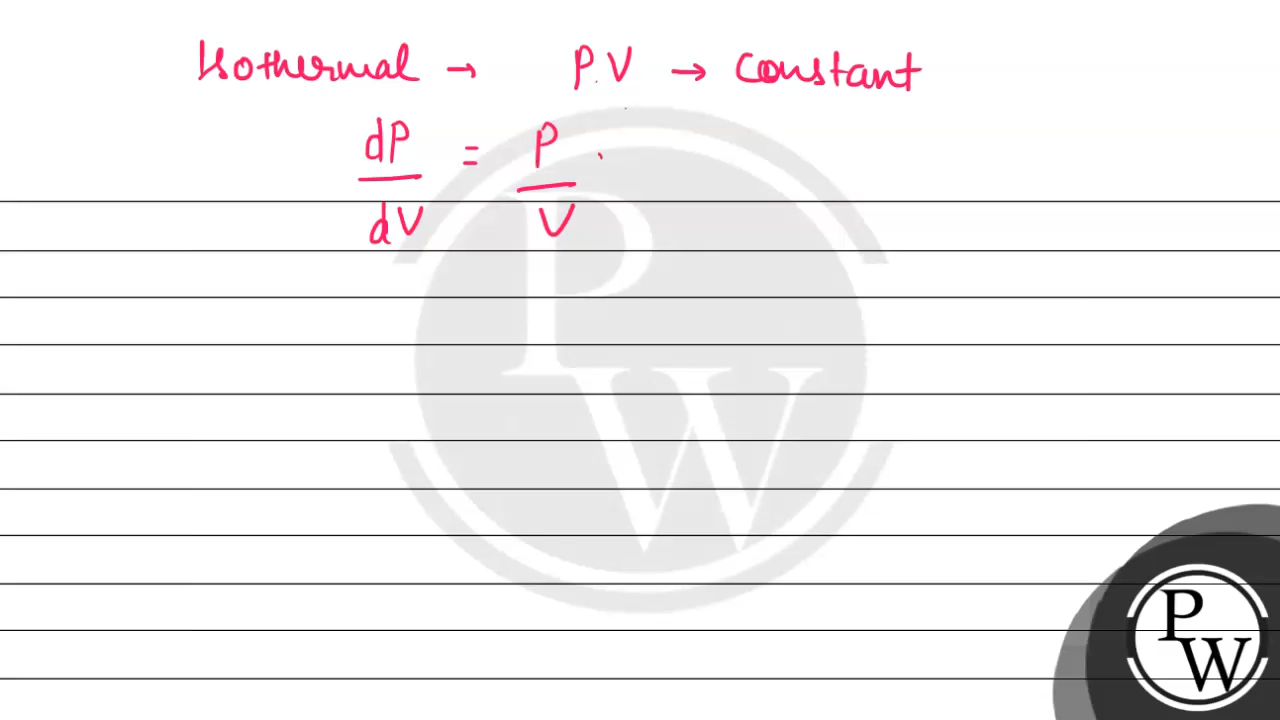 Isothermal → P.V → constant
dP/dV = P/V
P
W
P
W